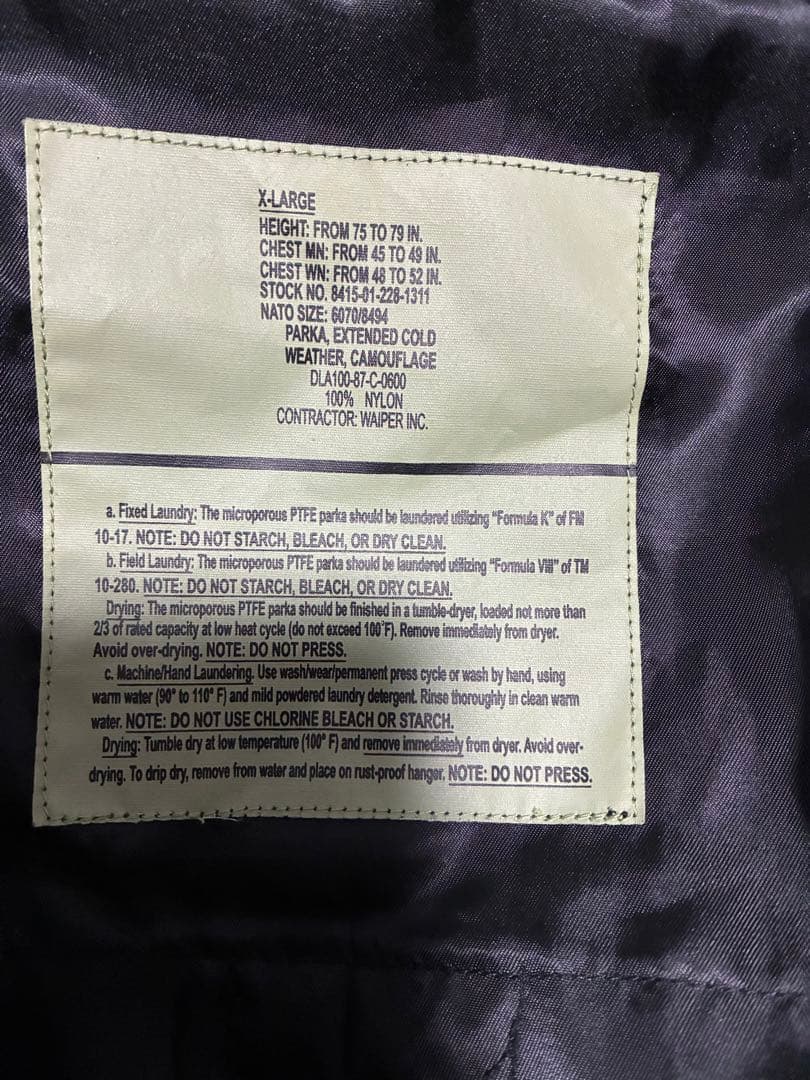 X-LARGE
HEIGHT: FROM 75 TO 79 IN.
CHEST MN: FROM 45 TO 49 IN.
CHEST WN: FROM 48 TO 52 IN.
STOCK NO. 8415-01-228-1311
NATO SIZE: 6070/8494
PARKA, EXTENDED COLD
WEATHER, CAMOUFLAGE
DLA100-87-C-0600
100% NYLON
CONTRACTOR: WAIPER INC.
a. Fixed Laundry: The microporous PTFE parka should be laundered utilizing "Formula K" of FM
10-17. NOTE: DO NOT STARCH, BLEACH, OR DRY CLEAN.
b. Field Laundry: The microporous PTFE parka should be laundered utilizing "Formula VIII" of TM
10-280. NOTE: DO NOT STARCH, BLEACH, OR DRY CLEAN.
Drying: The microporous PTFE parka should be finished in a tumble-dryer, loaded not more than
2/3 of rated capacity at low heat cycle (do not exceed 100°F). Remove immediately from dryer.
Avoid over-drying. NOTE: DO NOT PRESS.
c. Machine/Hand Laundering. Use wash/wear/permanent press cycle or wash by hand, using
warm water (90° to 110° F) and mild powdered laundry detergent. Rinse thoroughly in clean warm
water. NOTE: DO NOT USE CHLORINE BLEACH OR STARCH.
Drying: Tumble dry at low temperature (100° F) and remove immediately from dryer. Avoid over-
drying. To drip dry, remove from water and place on rust-proof hanger. NOTE: DO NOT PRESS.